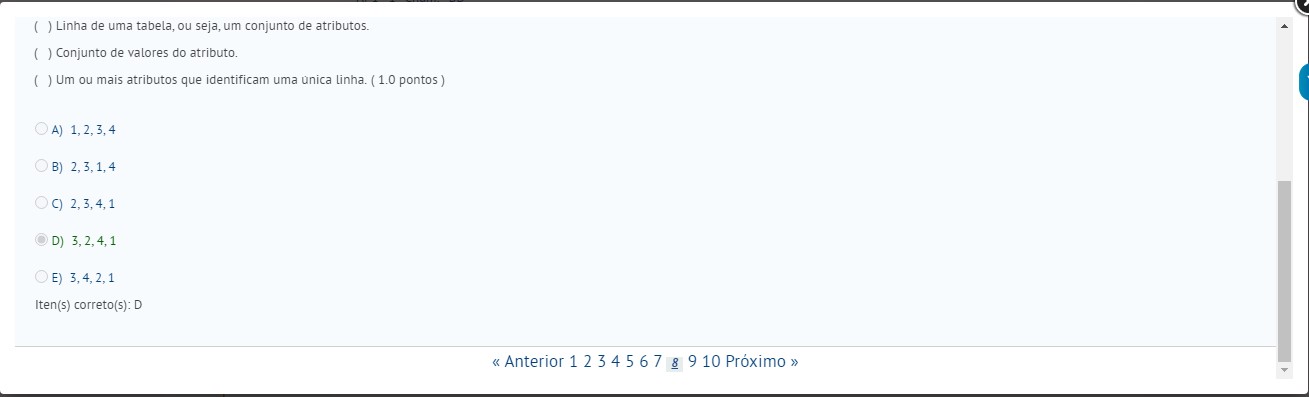 ( ) Linha de uma tabela, ou seja, um conjunto de atributos.
( ) Conjunto de valores do atributo.
( ) Um ou mais atributos que identificam uma única linha. ( 1.0 pontos )
A) 1, 2, 3, 4
B) 2, 3, 1, 4
C) 2, 3, 4, 1
D) 3, 2, 4, 1
E) 3, 4, 2, 1
Iten(s) correto(s): D
« Anterior 1 2 3 4 5 6 7 8 9 10 Próximo »